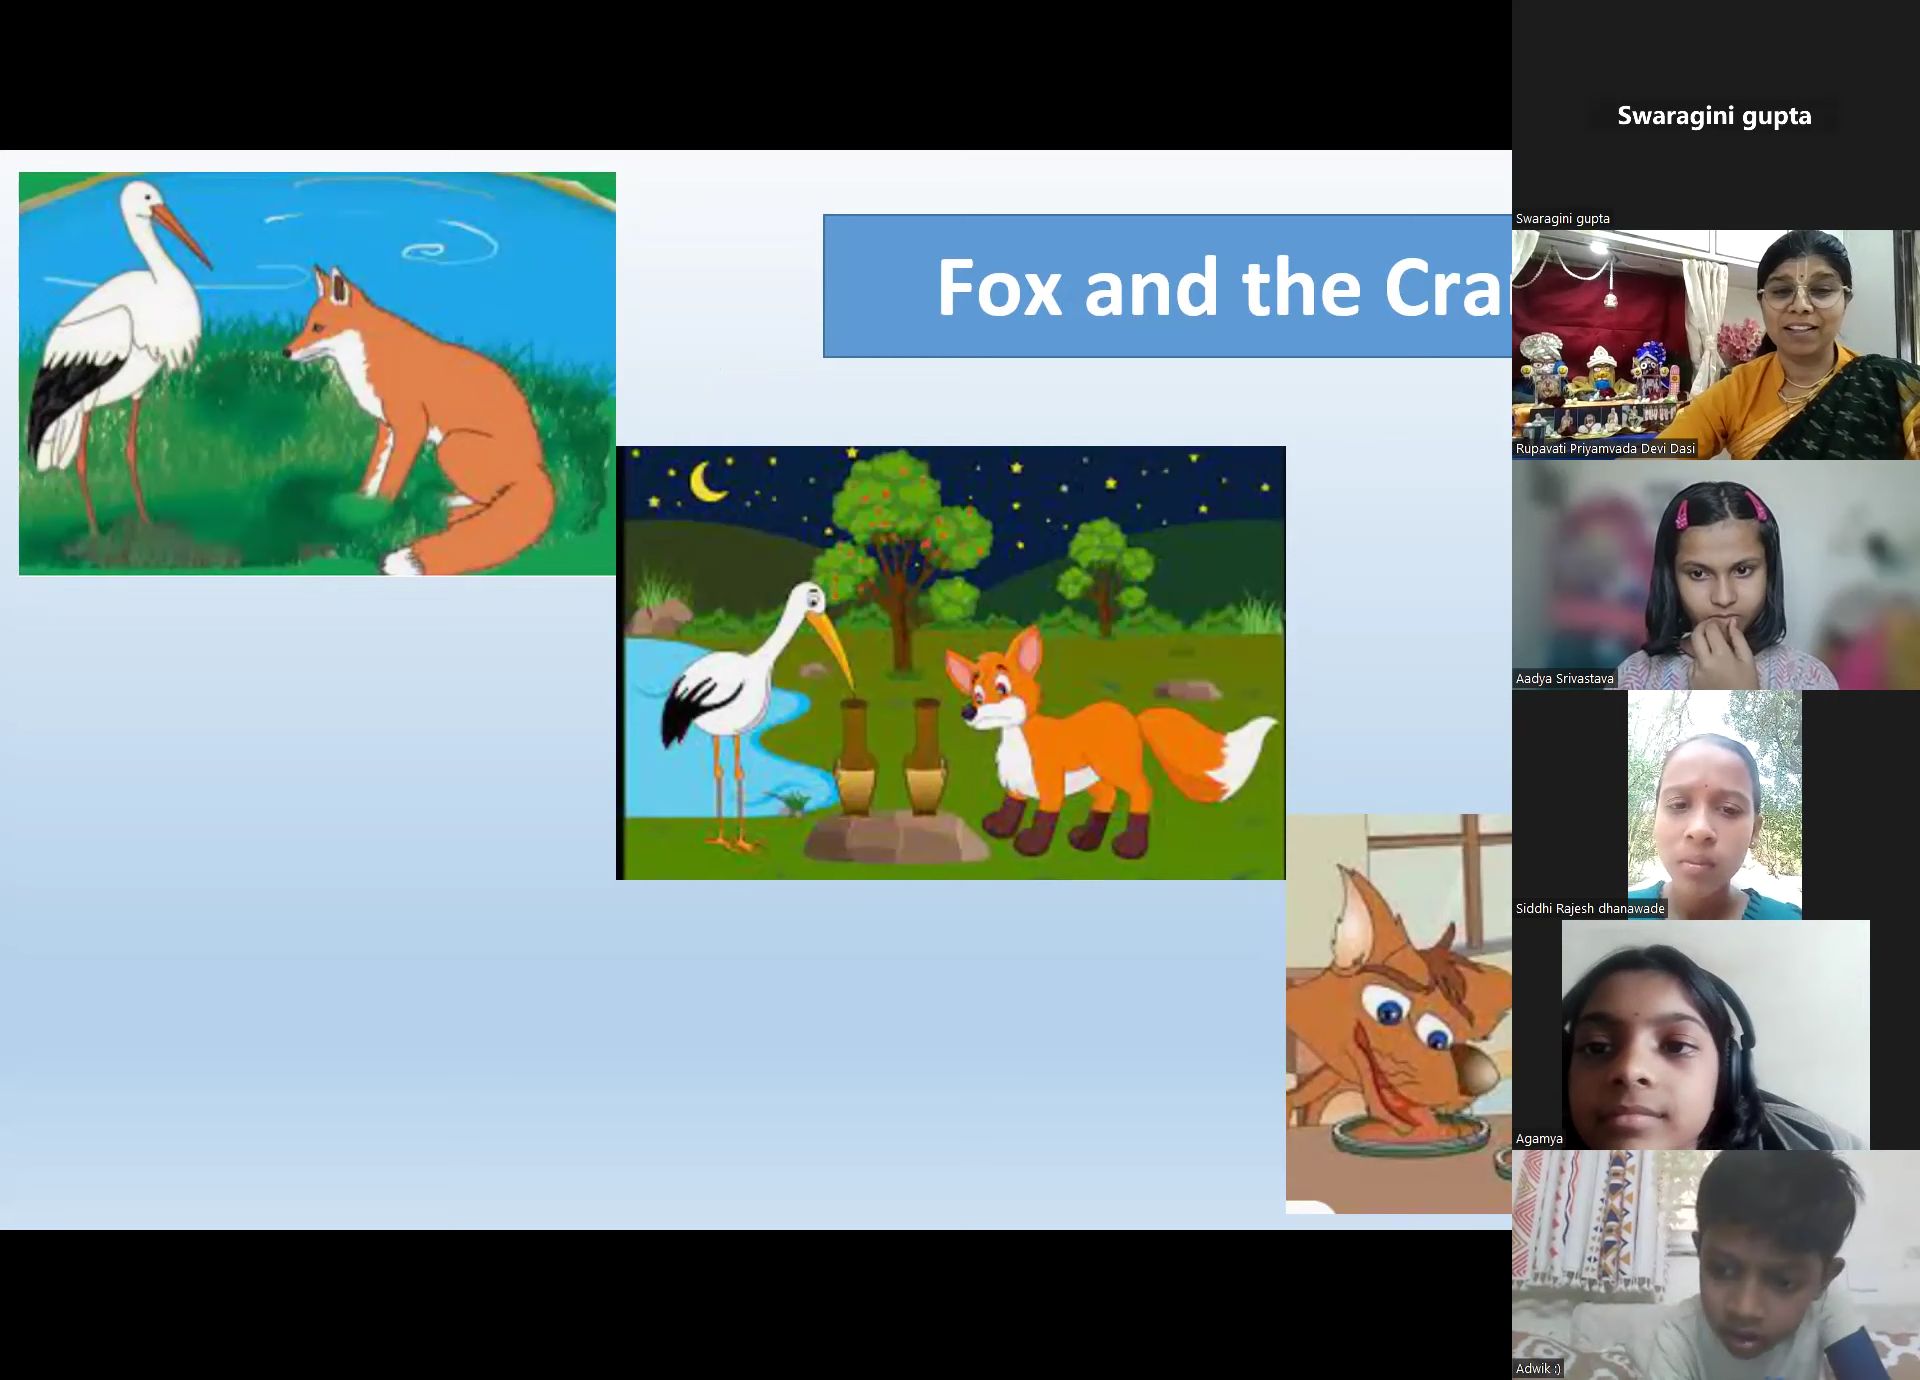 Fox and the Cra
Swaragini gupta
Swaragini gupta
Rupavati Priyamvada Devi Dasi
Aadya Srivastava
Siddhi Rajesh dhanawade
Agamya
Adwik :)